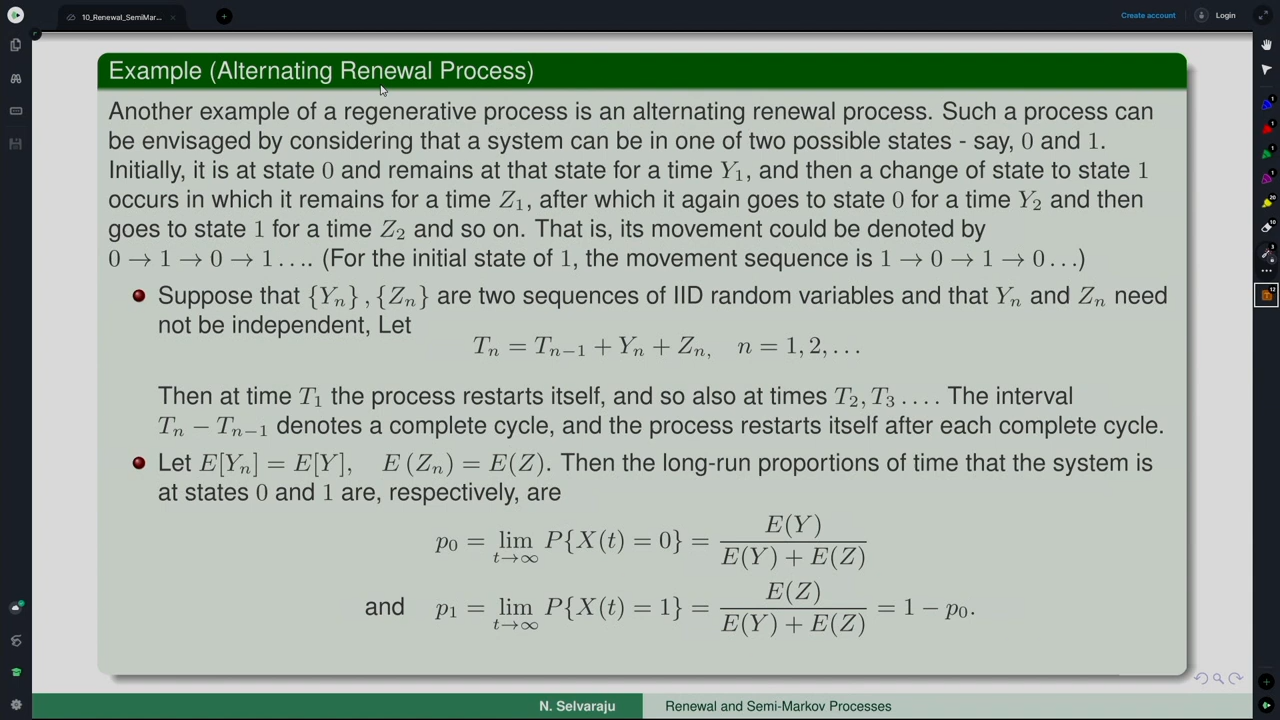 10_Renewal_SemiMar...
Create account
Login
Example (Alternating Renewal Process)
Another example of a regenerative process is an alternating renewal process. Such a process can
be envisaged by considering that a system can be in one of two possible states - say, 0 and 1.
Initially, it is at state 0 and remains at that state for a time Y₁, and then a change of state to state 1
occurs in which it remains for a time Z₁, after which it again goes to state 0 for a time Y₂ and then
goes to state 1 for a time Z₂ and so on. That is, its movement could be denoted by
0 → 1 → 0 → 1 .... (For the initial state of 1, the movement sequence is 1 → 0 → 1 → 0 ...)
Suppose that {Yₙ}, {Zₙ} are two sequences of IID random variables and that Yₙ and Zₙ need
not be independent, Let
Tₙ = Tₙ₋₁ + Yₙ + Zₙ, n = 1, 2, ...
Then at time T₁ the process restarts itself, and so also at times T₂, T₃ .... The interval
Tₙ − Tₙ₋₁ denotes a complete cycle, and the process restarts itself after each complete cycle.
Let E[Yₙ] = E[Y], E (Zₙ) = E(Z). Then the long-run proportions of time that the system is
at states 0 and 1 are, respectively, are
p₀ = lim t→∞ P{X(t) = 0} = E(Y) / E(Y) + E(Z)
and p₁ = lim t→∞ P{X(t) = 1} = E(Z) / E(Y) + E(Z) = 1 − p₀.
N. Selvaraju
Renewal and Semi-Markov Processes